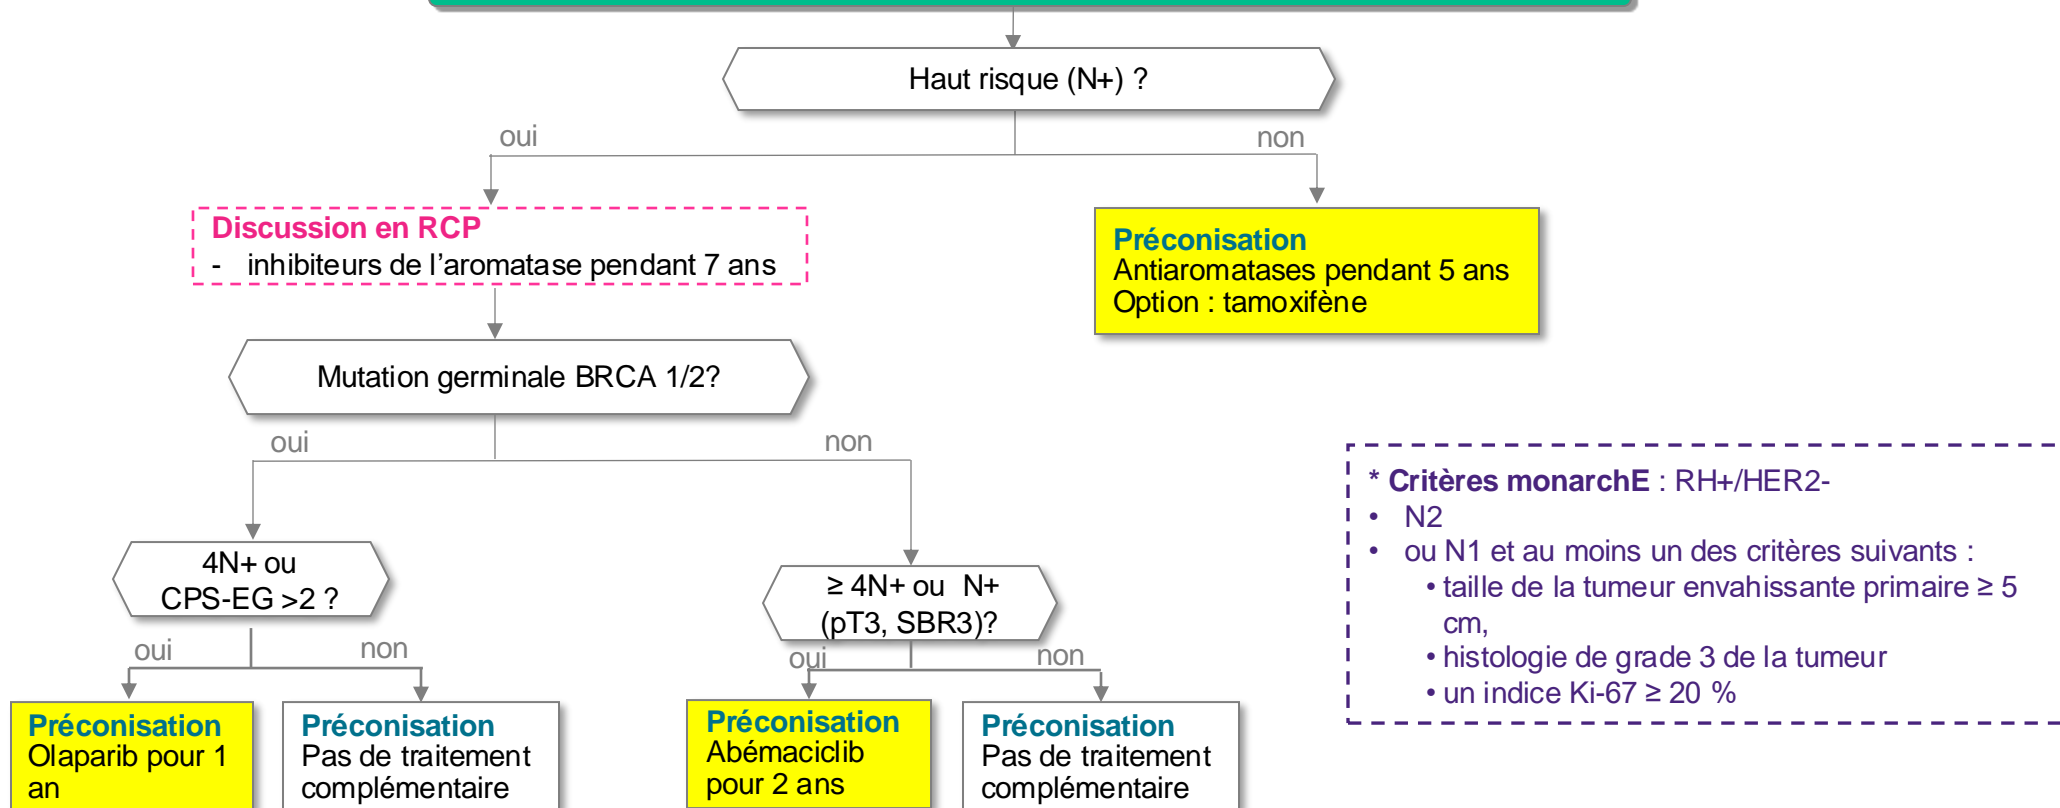 Haut risque (N+) ?
oui
non
Discussion en RCP
- inhibiteurs de l'aromatase pendant 7 ans
Préconisation
Antiaromatases pendant 5 ans
Option : tamoxifène
Mutation germinale BRCA 1/2?
oui
non
4N+ ou
CPS-EG >2 ?
≥ 4N+ ou N+
(pT3, SBR3)?
oui
non
oui
non
Préconisation
Olaparib pour 1
an
Préconisation
Pas de traitement
complémentaire
Préconisation
Abémaciclib
pour 2 ans
Préconisation
Pas de traitement
complémentaire
* Critères monarchE : RH+/HER2-
• N2
• ou N1 et au moins un des critères suivants :
• taille de la tumeur envahissante primaire ≥ 5
cm,
• histologie de grade 3 de la tumeur
• un indice Ki-67 ≥ 20 %